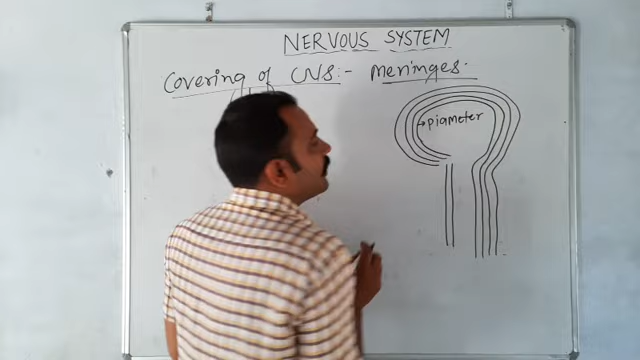 NERVOUS SYSTEM
Covering of CNS:- Meninges.
→piameter